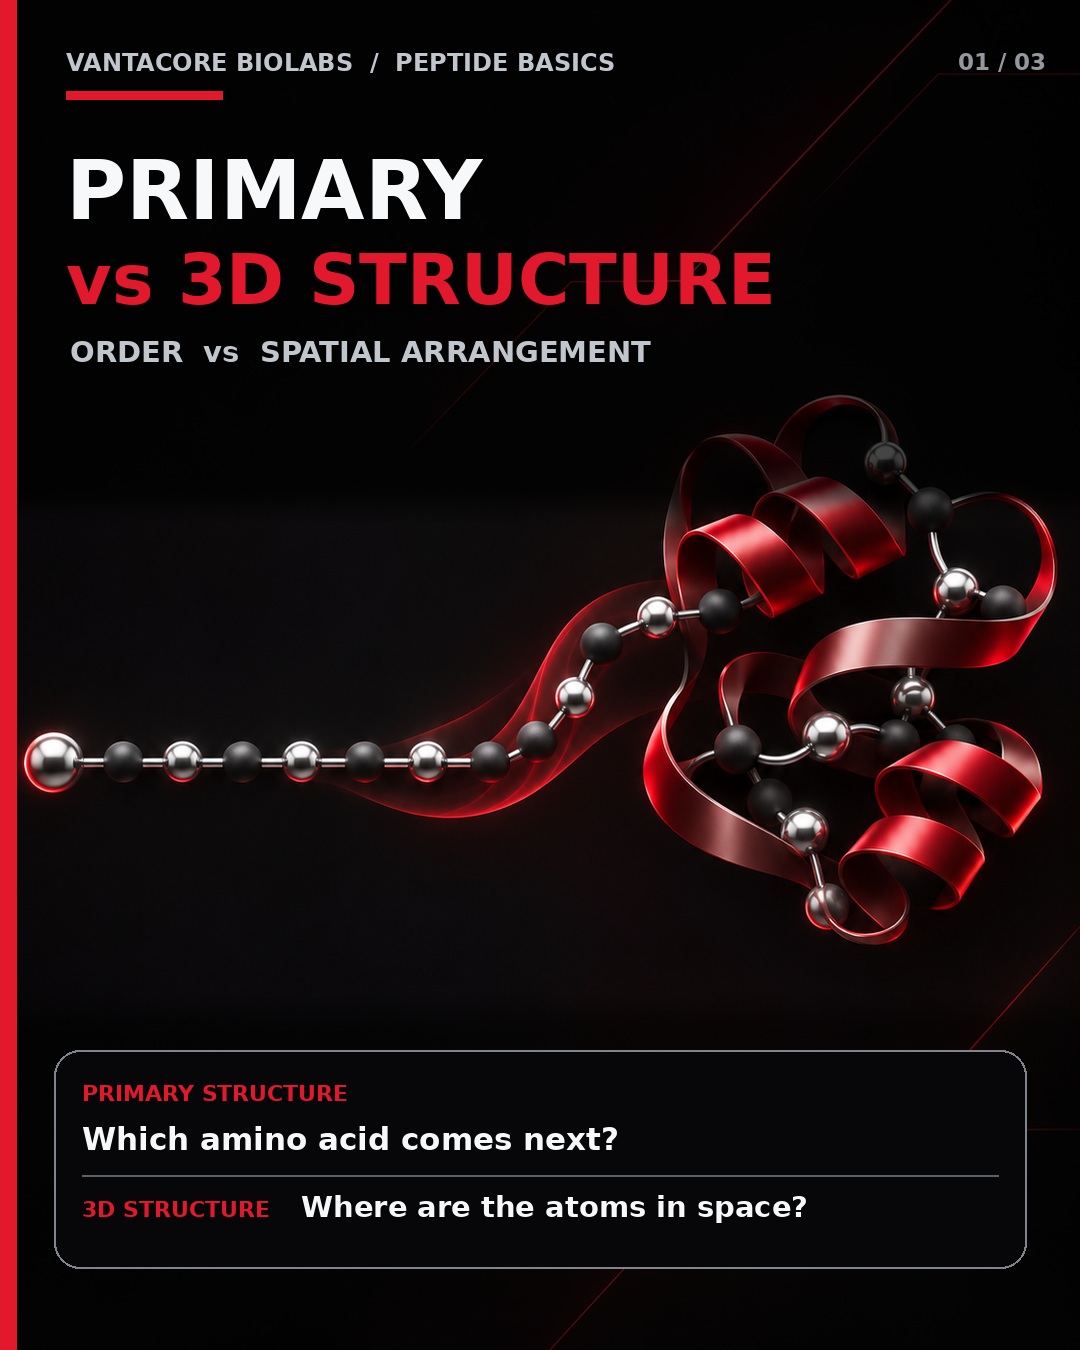 VANTACORE BIOLABS / PEPTIDE BASICS
01 / 03
PRIMARY
vs 3D STRUCTURE
ORDER vs SPATIAL ARRANGEMENT
PRIMARY STRUCTURE
Which amino acid comes next?
3D STRUCTURE Where are the atoms in space?